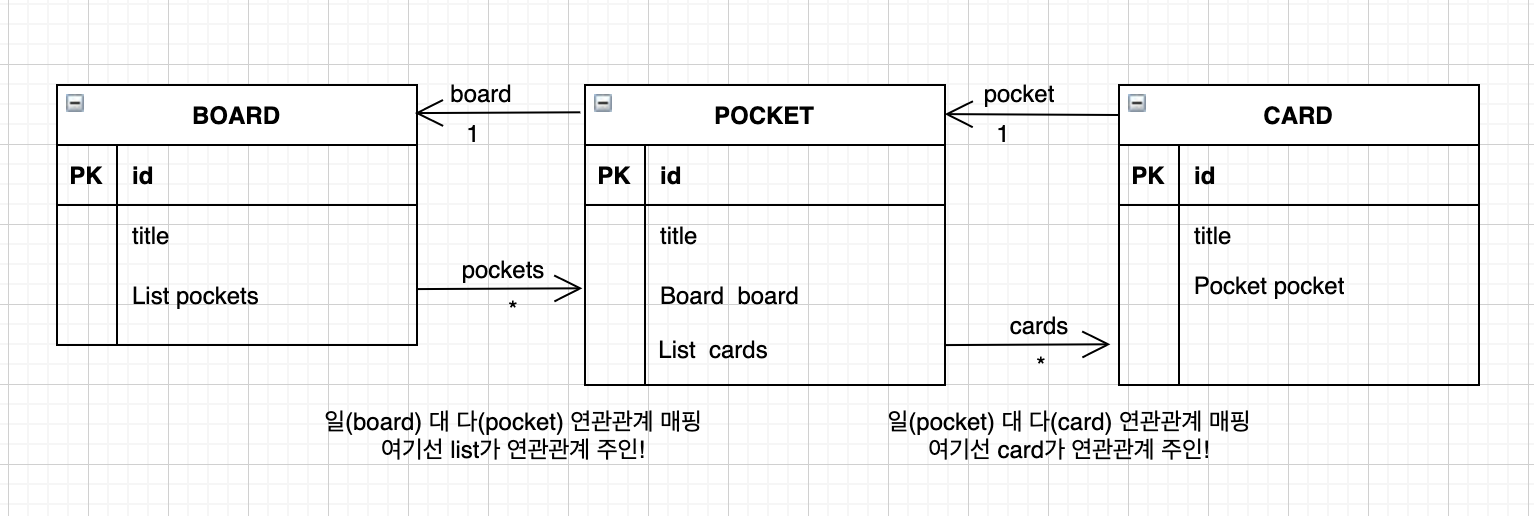 board
pocket
BOARD
POCKET
CARD
1
1
PK
id
PK
id
PK
id
title
title
title
pockets
cards
*
*
List pockets
Board  board
Pocket pocket
List  cards
일(board) 대 다(pocket) 연관관계 매핑
여기선 list가 연관관계 주인!
일(pocket) 대 다(card) 연관관계 매핑
여기선 card가 연관관계 주인!